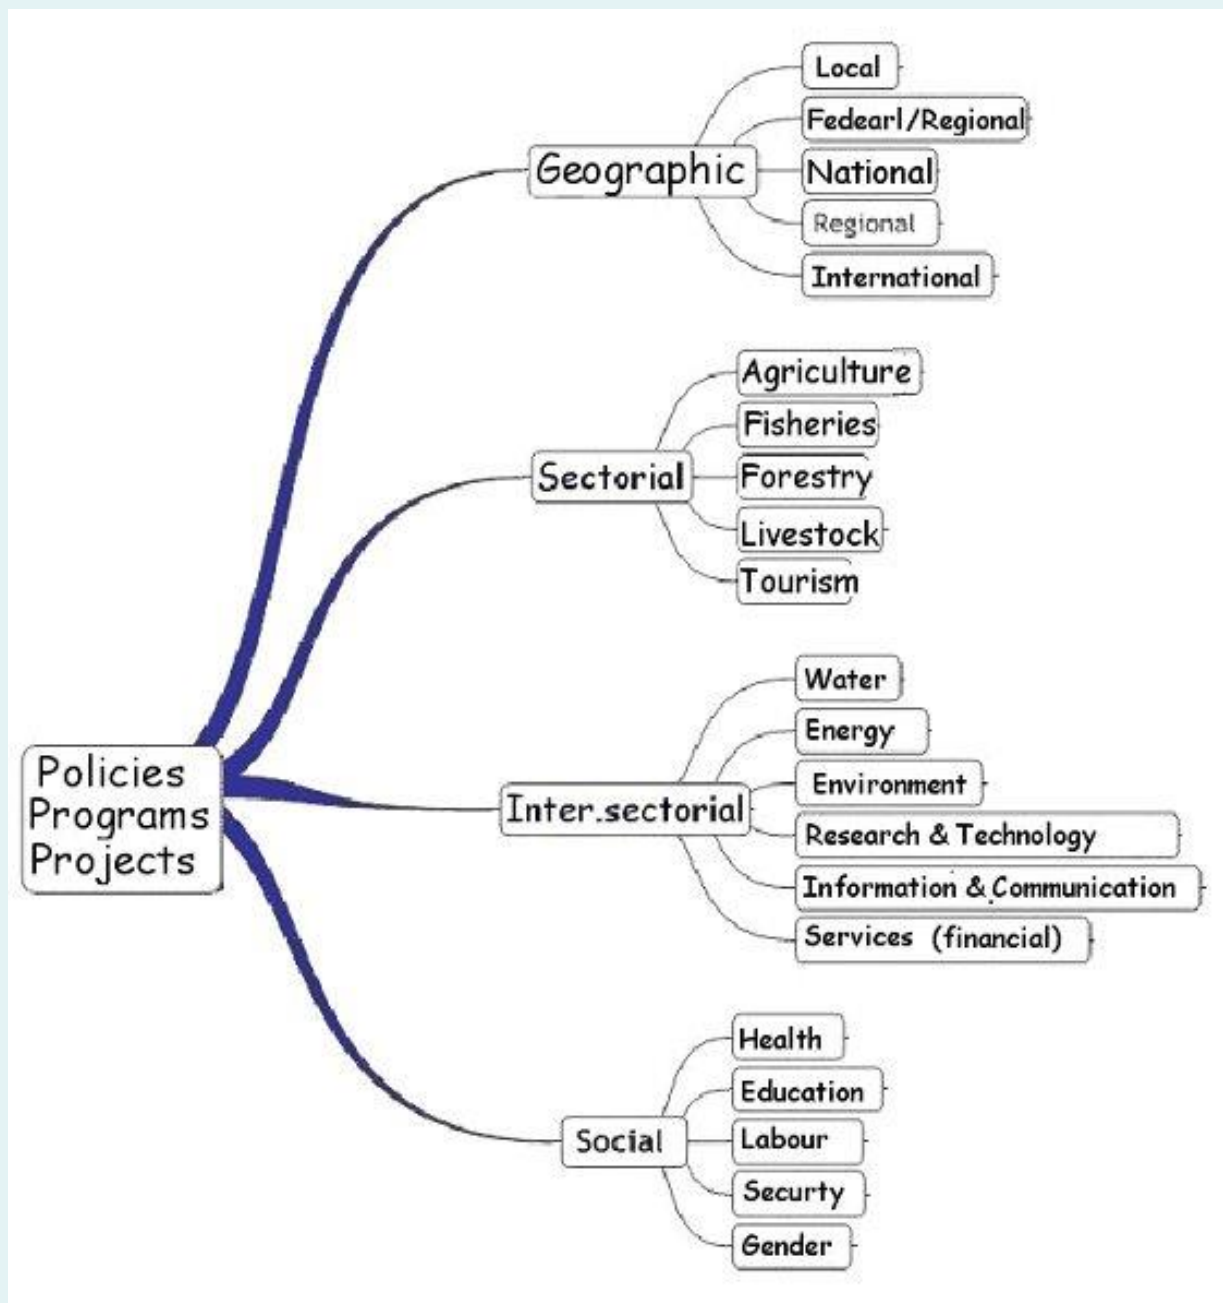 Policies
Programs
Projects
Geographic
Local
Fedearl/Regional
National
Regional
International
Sectorial
Agriculture
Fisheries
Forestry
Livestock
Tourism
Inter.sectorial
Water
Energy
Environment
Research & Technology
Information & Communication
Services (financial)
Social
Health
Education
Labour
Securty
Gender